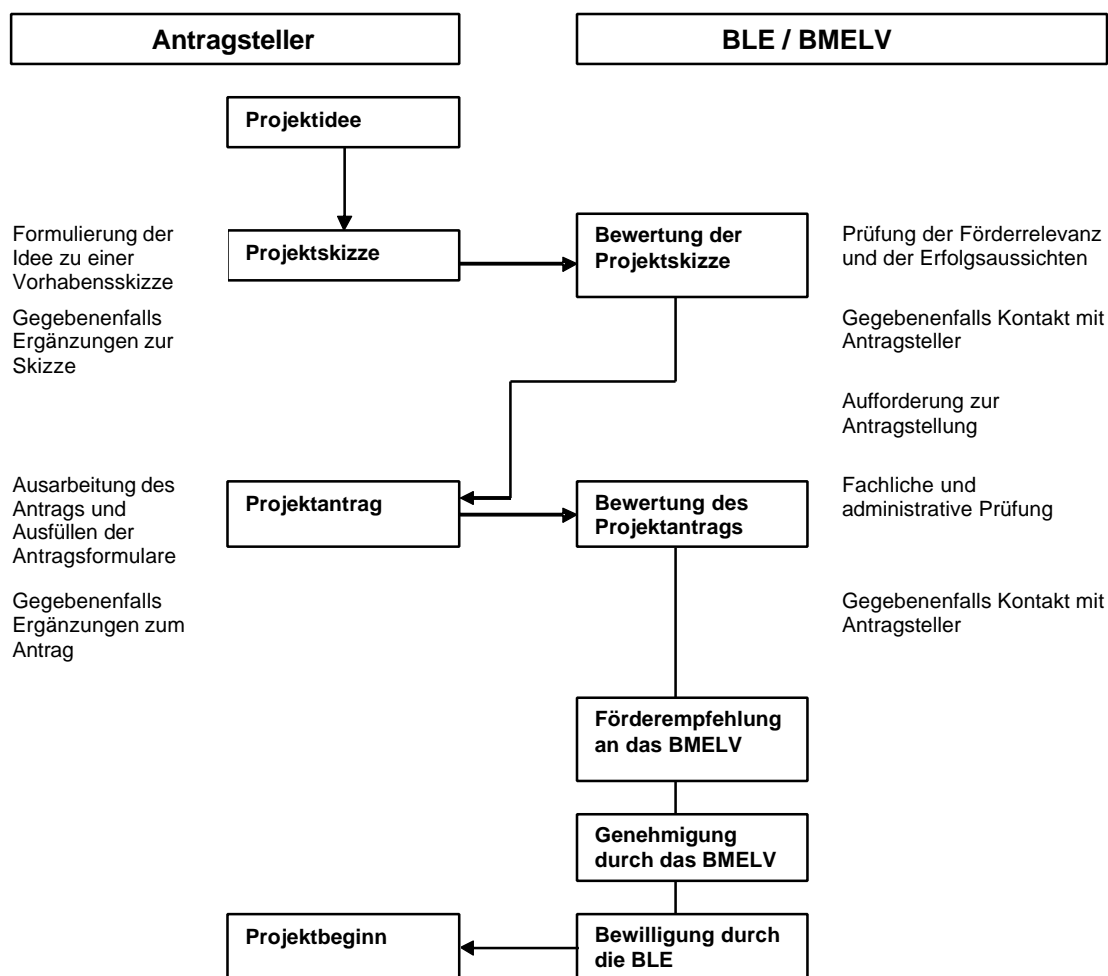 Antragsteller
BLE / BMELV
Projektidee
Formulierung der
Idee zu einer
Vorhabensskizze
Projektskizze
Bewertung der
Projektskizze
Prüfung der Förderrelevanz
und der Erfolgsaussichten
Gegebenenfalls
Ergänzungen zur
Skizze
Gegebenenfalls Kontakt mit
Antragsteller
Aufforderung zur
Antragstellung
Ausarbeitung des
Antrags und
Ausfüllen der
Antragsformulare
Projektantrag
Bewertung des
Projektantrags
Fachliche und
administrative Prüfung
Gegebenenfalls
Ergänzungen zum
Antrag
Gegebenenfalls Kontakt mit
Antragsteller
Förderempfehlung
an das BMELV
Genehmigung
durch das BMELV
Projektbeginn
Bewilligung durch
die BLE